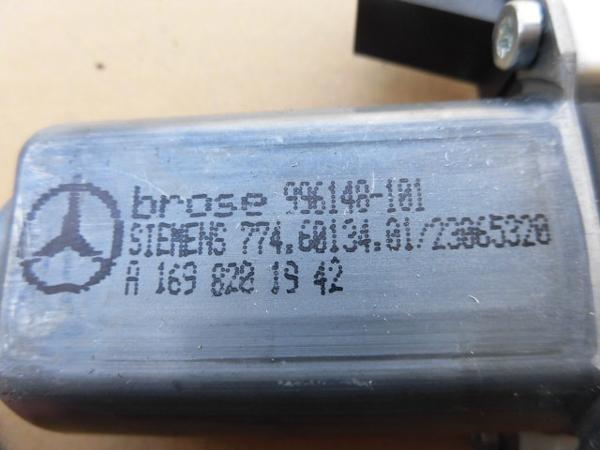 brose 996148-101
SIEMENS 774.60134.01/23065320
A 169 820 19 42